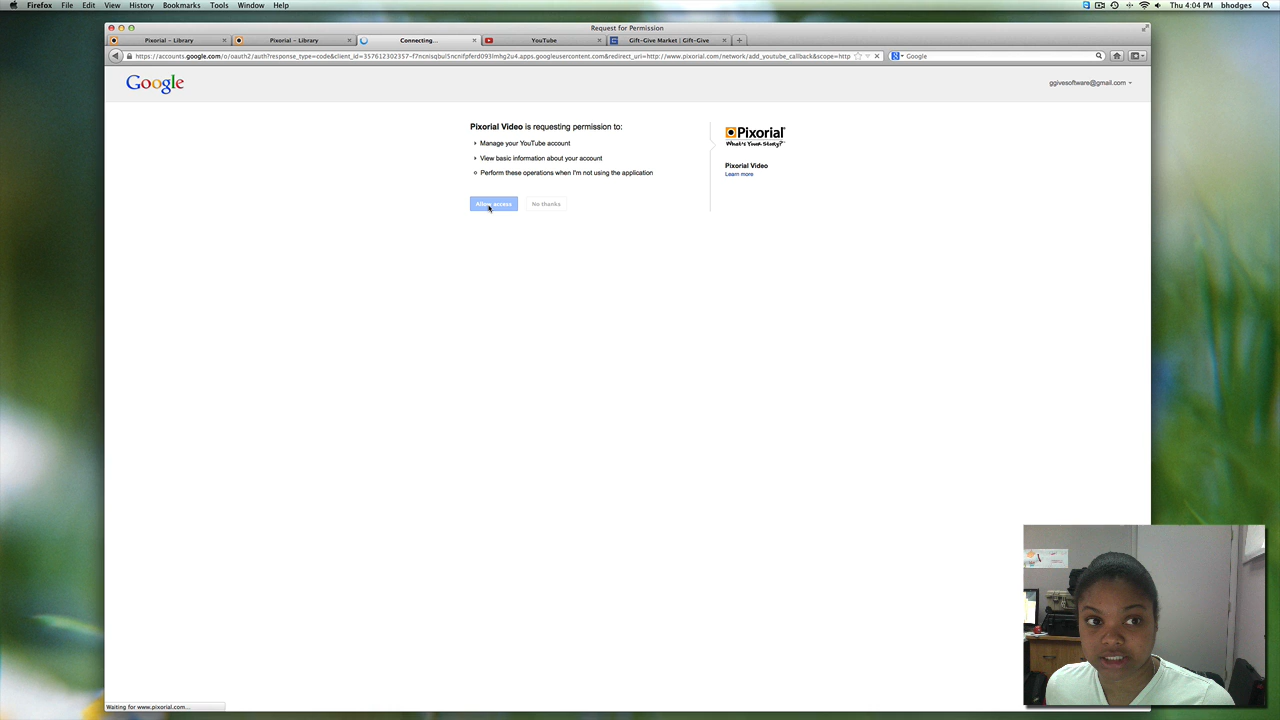 Firefox File Edit View History Bookmarks Tools Window Help Thu 4:04 PM bhodges
Request for Permission
Pixorial – Library Pixorial – Library Connecting... YouTube Gift-Give Market | Gift-Give
Google
Google
ggivesoftware@gmail.com
Pixorial Video is requesting permission to:
Manage your YouTube account
View basic information about your account
Perform these operations when I'm not using the application
Allow access No thanks
Pixorial
What's Your Story?
Pixorial Video
Learn more
Waiting for www.pixorial.com...